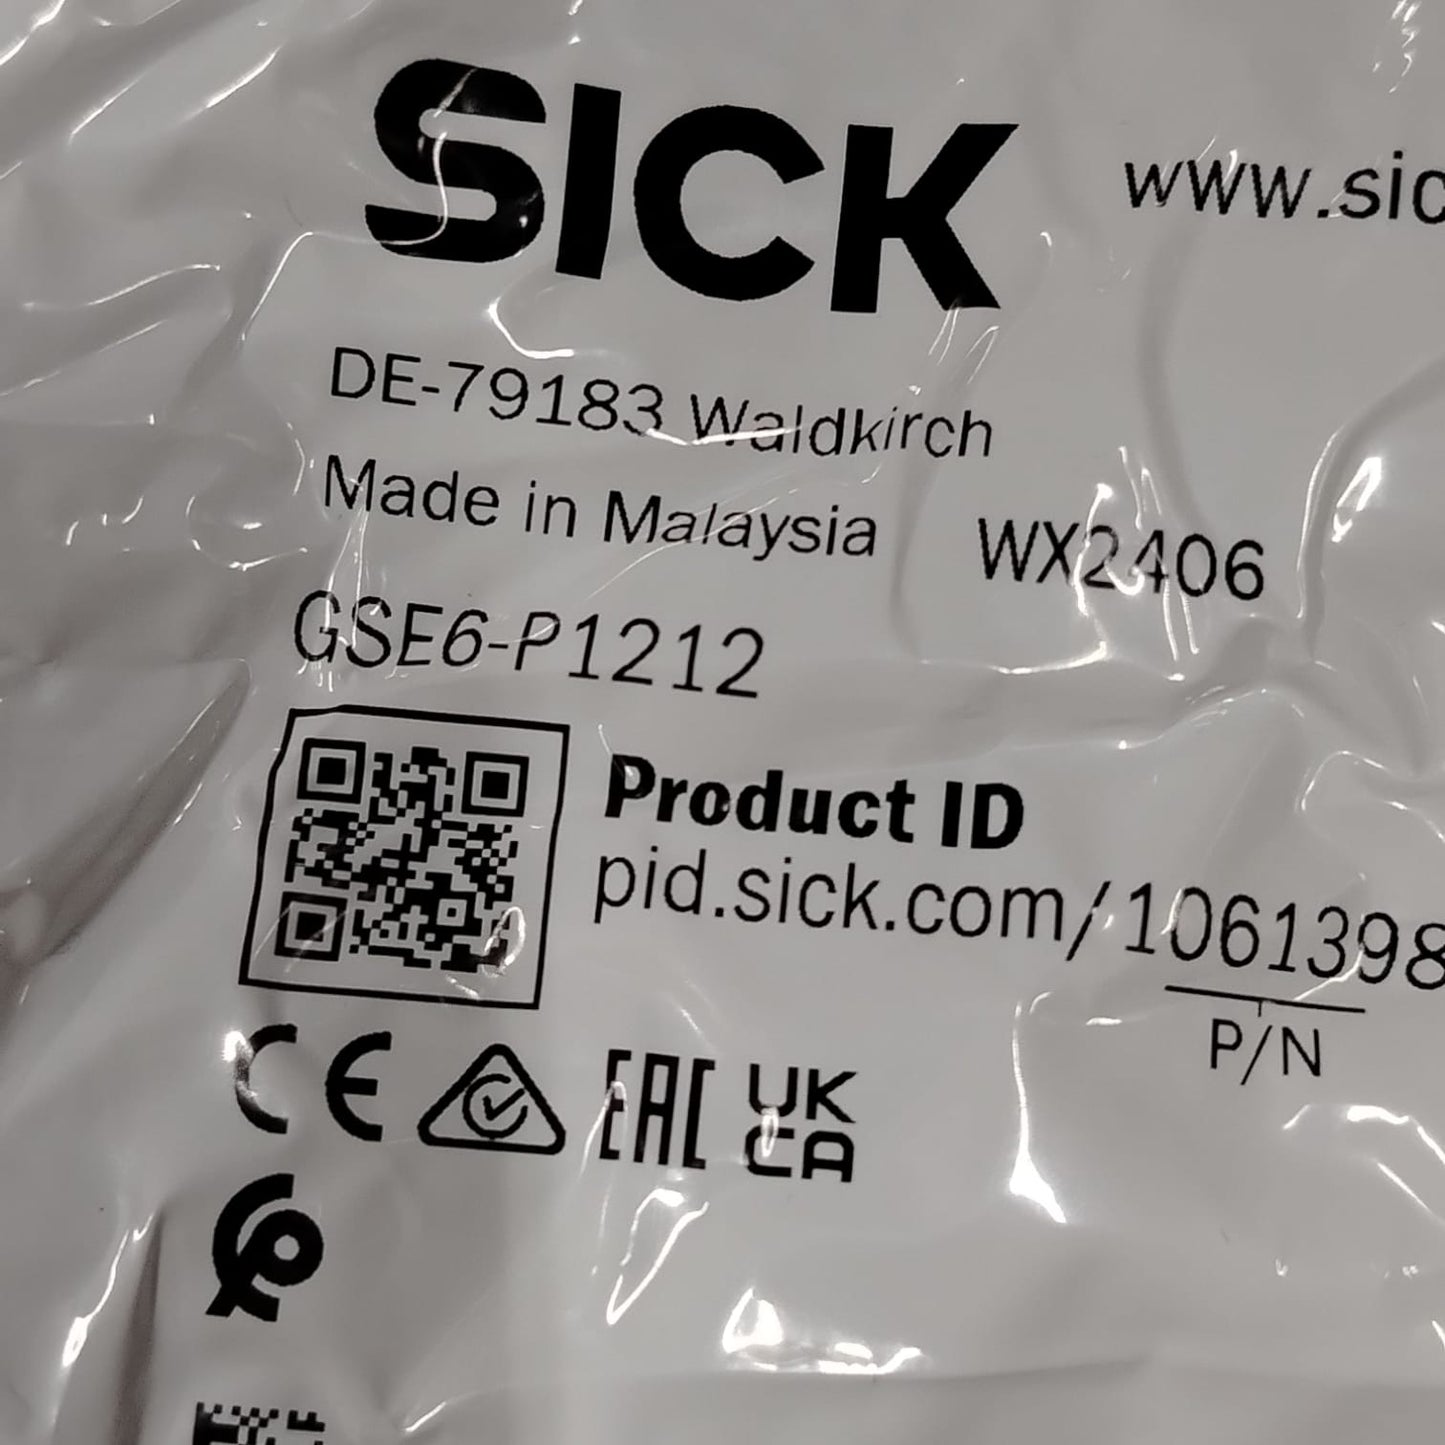 SICK
www.sic
DE-79183 Waldkirch
Made in Malaysia WX2406
GSE6-P1212
Product ID
pid.sick.com/1061398
P/N
CE EAC UK
CA